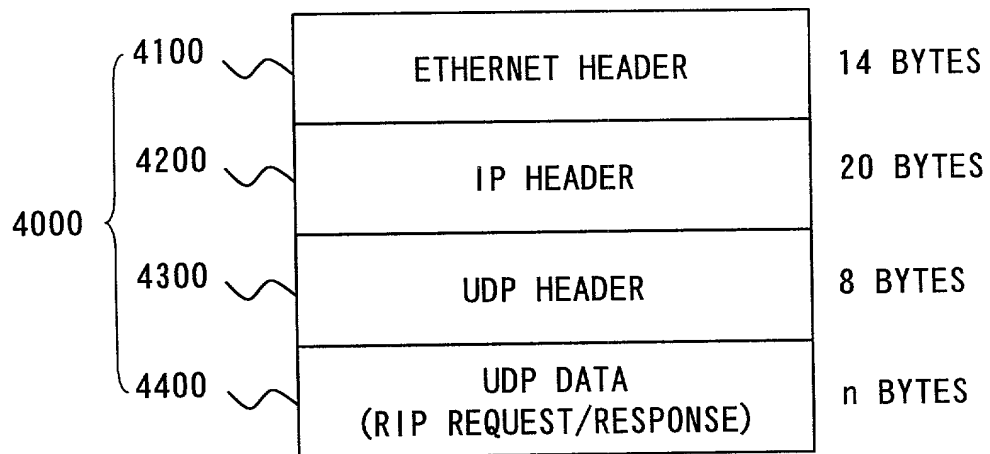 4100 ETHERNET HEADER 14 BYTES
4200 IP HEADER 20 BYTES
4000
4300 UDP HEADER 8 BYTES
4400 UDP DATA n BYTES
(RIP REQUEST/RESPONSE)